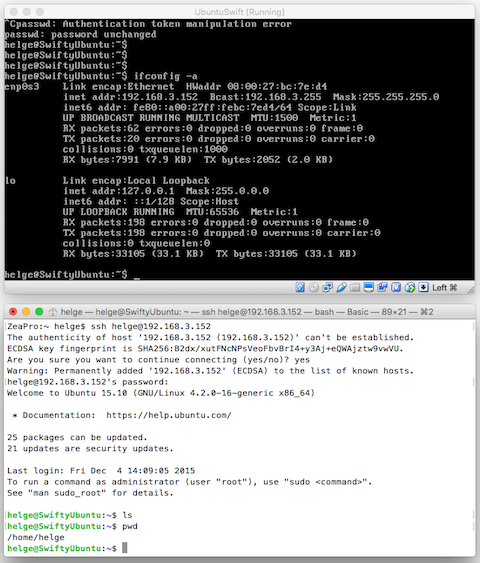 UbuntuSwift [Running]
^Cpasswd: Authentication token manipulation error
passwd: password unchanged
helge@SwiftyUbuntu:~$
helge@SwiftyUbuntu:~$
helge@SwiftyUbuntu:~$ ifconfig -a
enp0s3    Link encap:Ethernet  HWaddr 08:00:27:bc:7e:d4
inet addr:192.168.3.152  Bcast:192.168.3.255  Mask:255.255.255.0
inet6 addr: fe80::a00:27ff:febc:7ed4/64 Scope:Link
UP BROADCAST RUNNING MULTICAST  MTU:1500  Metric:1
RX packets:62 errors:0 dropped:0 overruns:0 frame:0
TX packets:20 errors:0 dropped:0 overruns:0 carrier:0
collisions:0 txqueuelen:1000
RX bytes:7991 (7.9 KB)  TX bytes:2052 (2.0 KB)
lo        Link encap:Local Loopback
inet addr:127.0.0.1  Mask:255.0.0.0
inet6 addr: ::1/128 Scope:Host
UP LOOPBACK RUNNING  MTU:65536  Metric:1
RX packets:198 errors:0 dropped:0 overruns:0 frame:0
TX packets:198 errors:0 dropped:0 overruns:0 carrier:0
collisions:0 txqueuelen:0
RX bytes:33105 (33.1 KB)  TX bytes:33105 (33.1 KB)
helge@SwiftyUbuntu:~$ _
Left ⌘
helge — helge@SwiftyUbuntu: ~ — ssh helge@192.168.3.152 — Basic — 89×21 — ⌘2
ZeaPro:~ helge$ ssh helge@192.168.3.152
The authenticity of host '192.168.3.152 (192.168.3.152)' can't be established.
ECDSA key fingerprint is SHA256:B2dx/xutFNcNPsVeoFbvBrI4+y3Aj+eQWAjztw9vwVU.
Are you sure you want to continue connecting (yes/no)? yes
Warning: Permanently added '192.168.3.152' (ECDSA) to the list of known hosts.
helge@192.168.3.152's password:
Welcome to Ubuntu 15.10 (GNU/Linux 4.2.0-16-generic x86_64)
* Documentation:  https://help.ubuntu.com/
25 packages can be updated.
21 updates are security updates.
Last login: Fri Dec  4 14:09:05 2015
To run a command as administrator (user "root"), use "sudo <command>".
See "man sudo_root" for details.
helge@SwiftyUbuntu:~$ ls
helge@SwiftyUbuntu:~$ pwd
/home/helge
helge@SwiftyUbuntu:~$